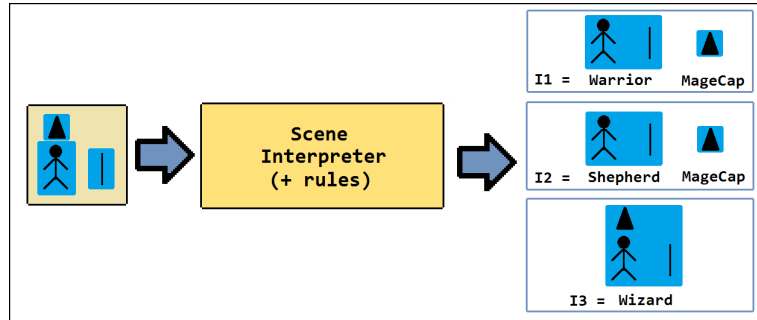 Scene
Interpreter
(+ rules)
I1 = Warrior MageCap
I2 = Shepherd MageCap
I3 = Wizard